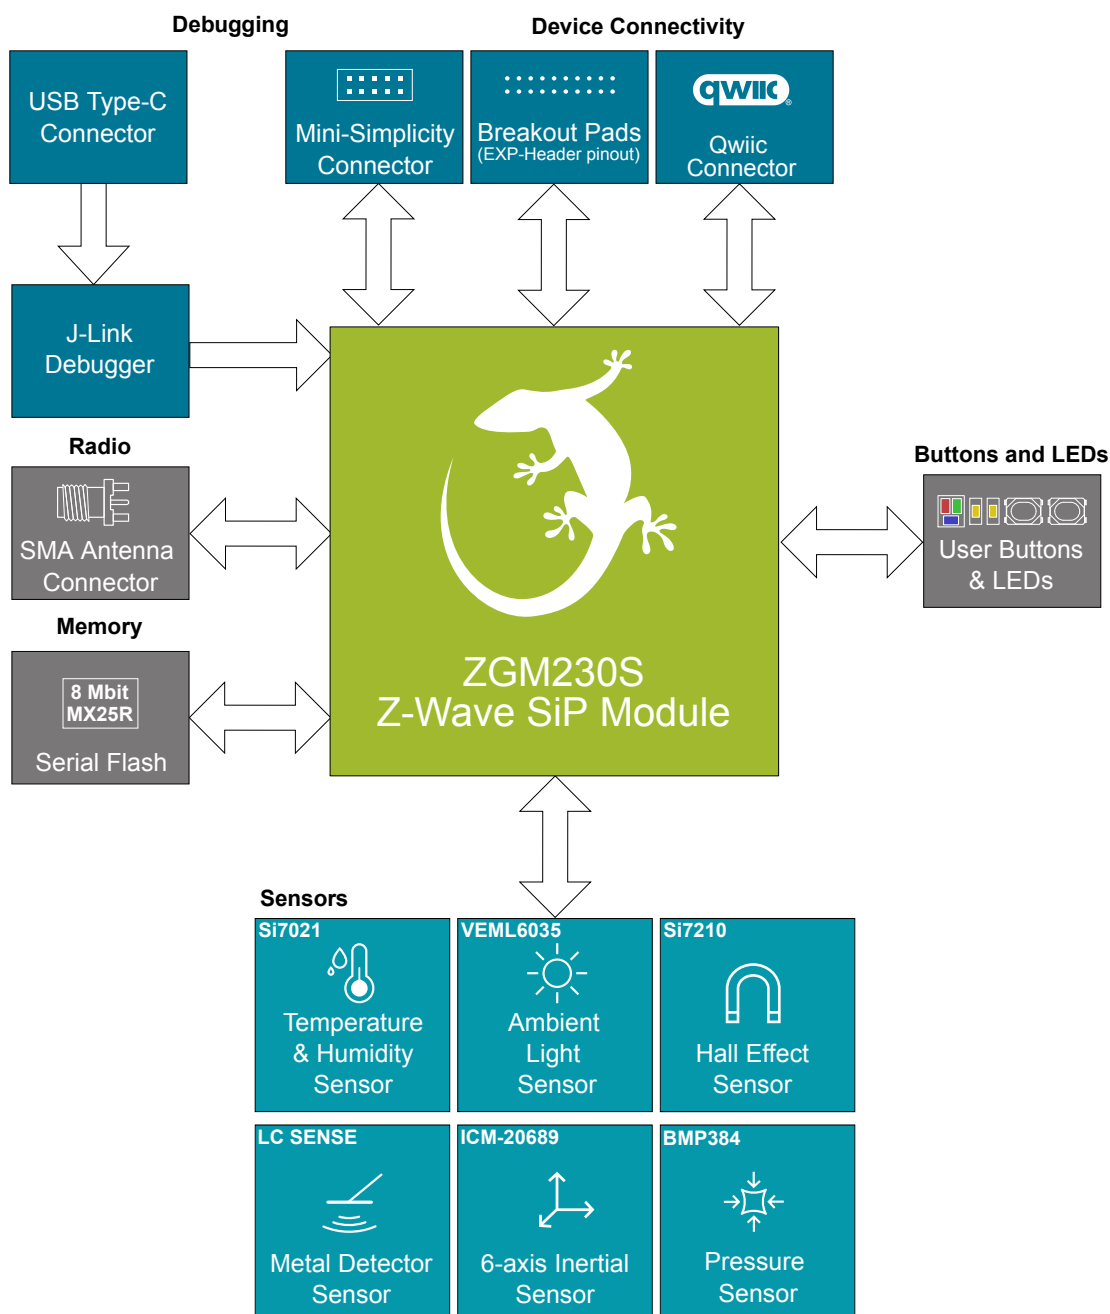 Debugging
Device Connectivity
USB Type-C
Connector
Mini-Simplicity
Connector
Breakout Pads
(EXP-Header pinout)
qwiic
®
Qwiic
Connector
J-Link
Debugger
Radio
SMA Antenna
Connector
Memory
8 Mbit
MX25R
Serial Flash
ZGM230S
Z-Wave SiP Module
Buttons and LEDs
User Buttons
& LEDs
Sensors
Si7021
Temperature
& Humidity
Sensor
VEML6035
Ambient
Light
Sensor
Si7210
Hall Effect
Sensor
LC SENSE
Metal Detector
Sensor
ICM-20689
6-axis Inertial
Sensor
BMP384
Pressure
Sensor